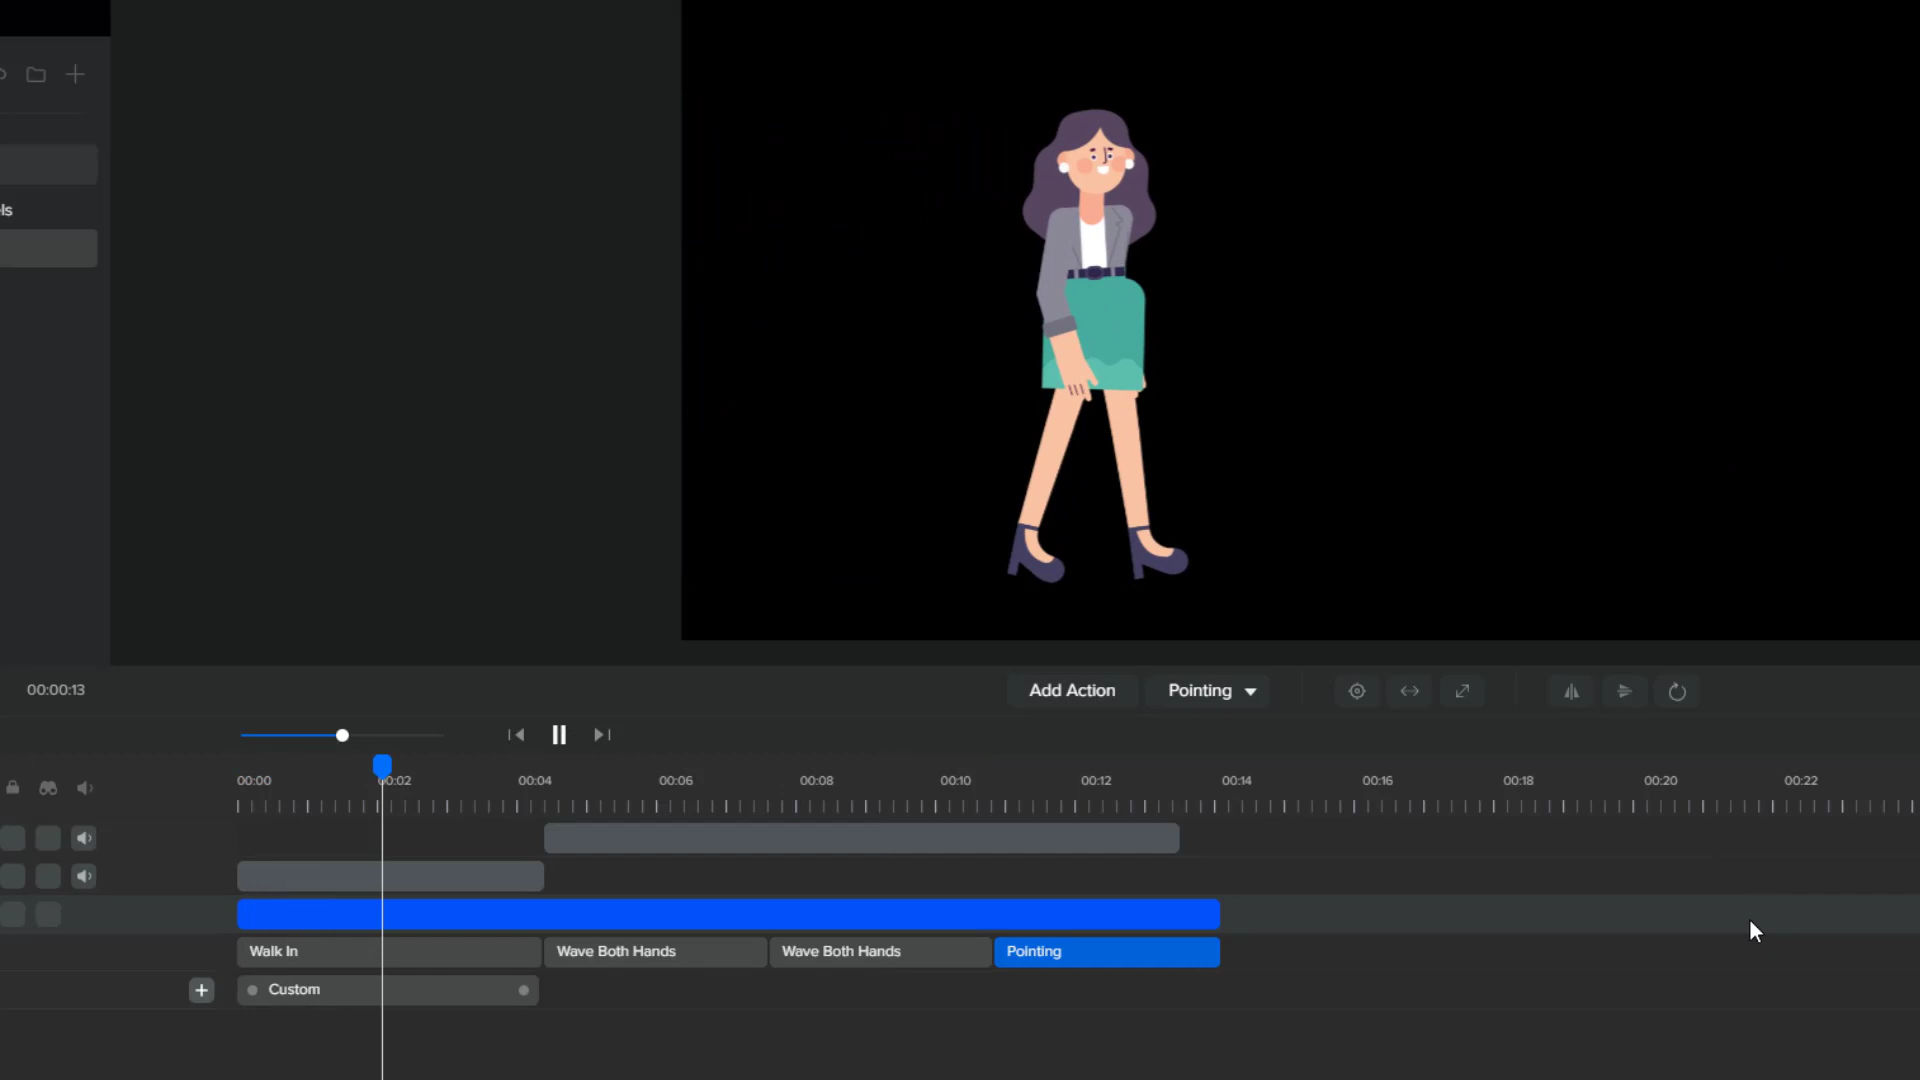 ls
00:00:13
Add Action
Pointing
00:00
00:02
00:04
00:06
00:08
00:10
00:12
00:14
00:16
00:18
00:20
00:22
Walk In
Wave Both Hands
Wave Both Hands
Pointing
Custom